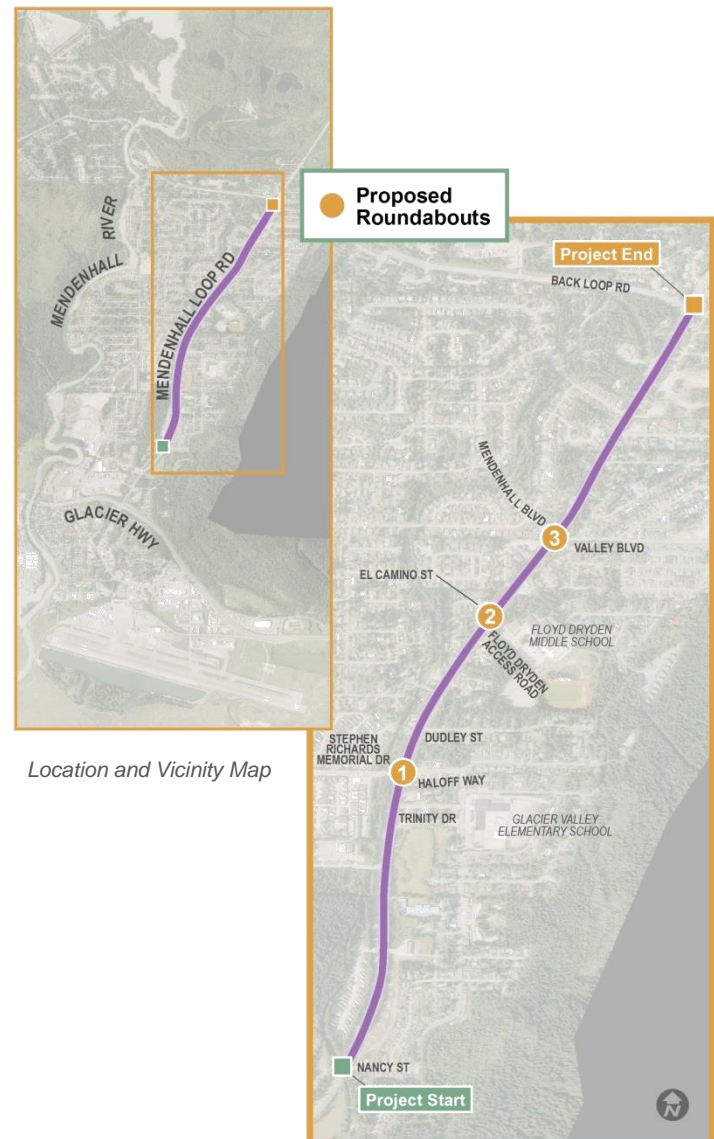 MENDENHALL
RIVER
MENDENHALL LOOP RD
GLACIER HWY
Location and Vicinity Map
Proposed
Roundabouts
Project End
BACK LOOP RD
MENDENHALL BLVD
3
VALLEY BLVD
EL CAMINO ST
2
FLOYD DRYDEN
ACCESS ROAD
FLOYD DRYDEN
MIDDLE SCHOOL
STEPHEN
RICHARDS
MEMORIAL DR
DUDLEY ST
1
HALOFF WAY
TRINITY DR
GLACIER VALLEY
ELEMENTARY SCHOOL
NANCY ST
Project Start
N